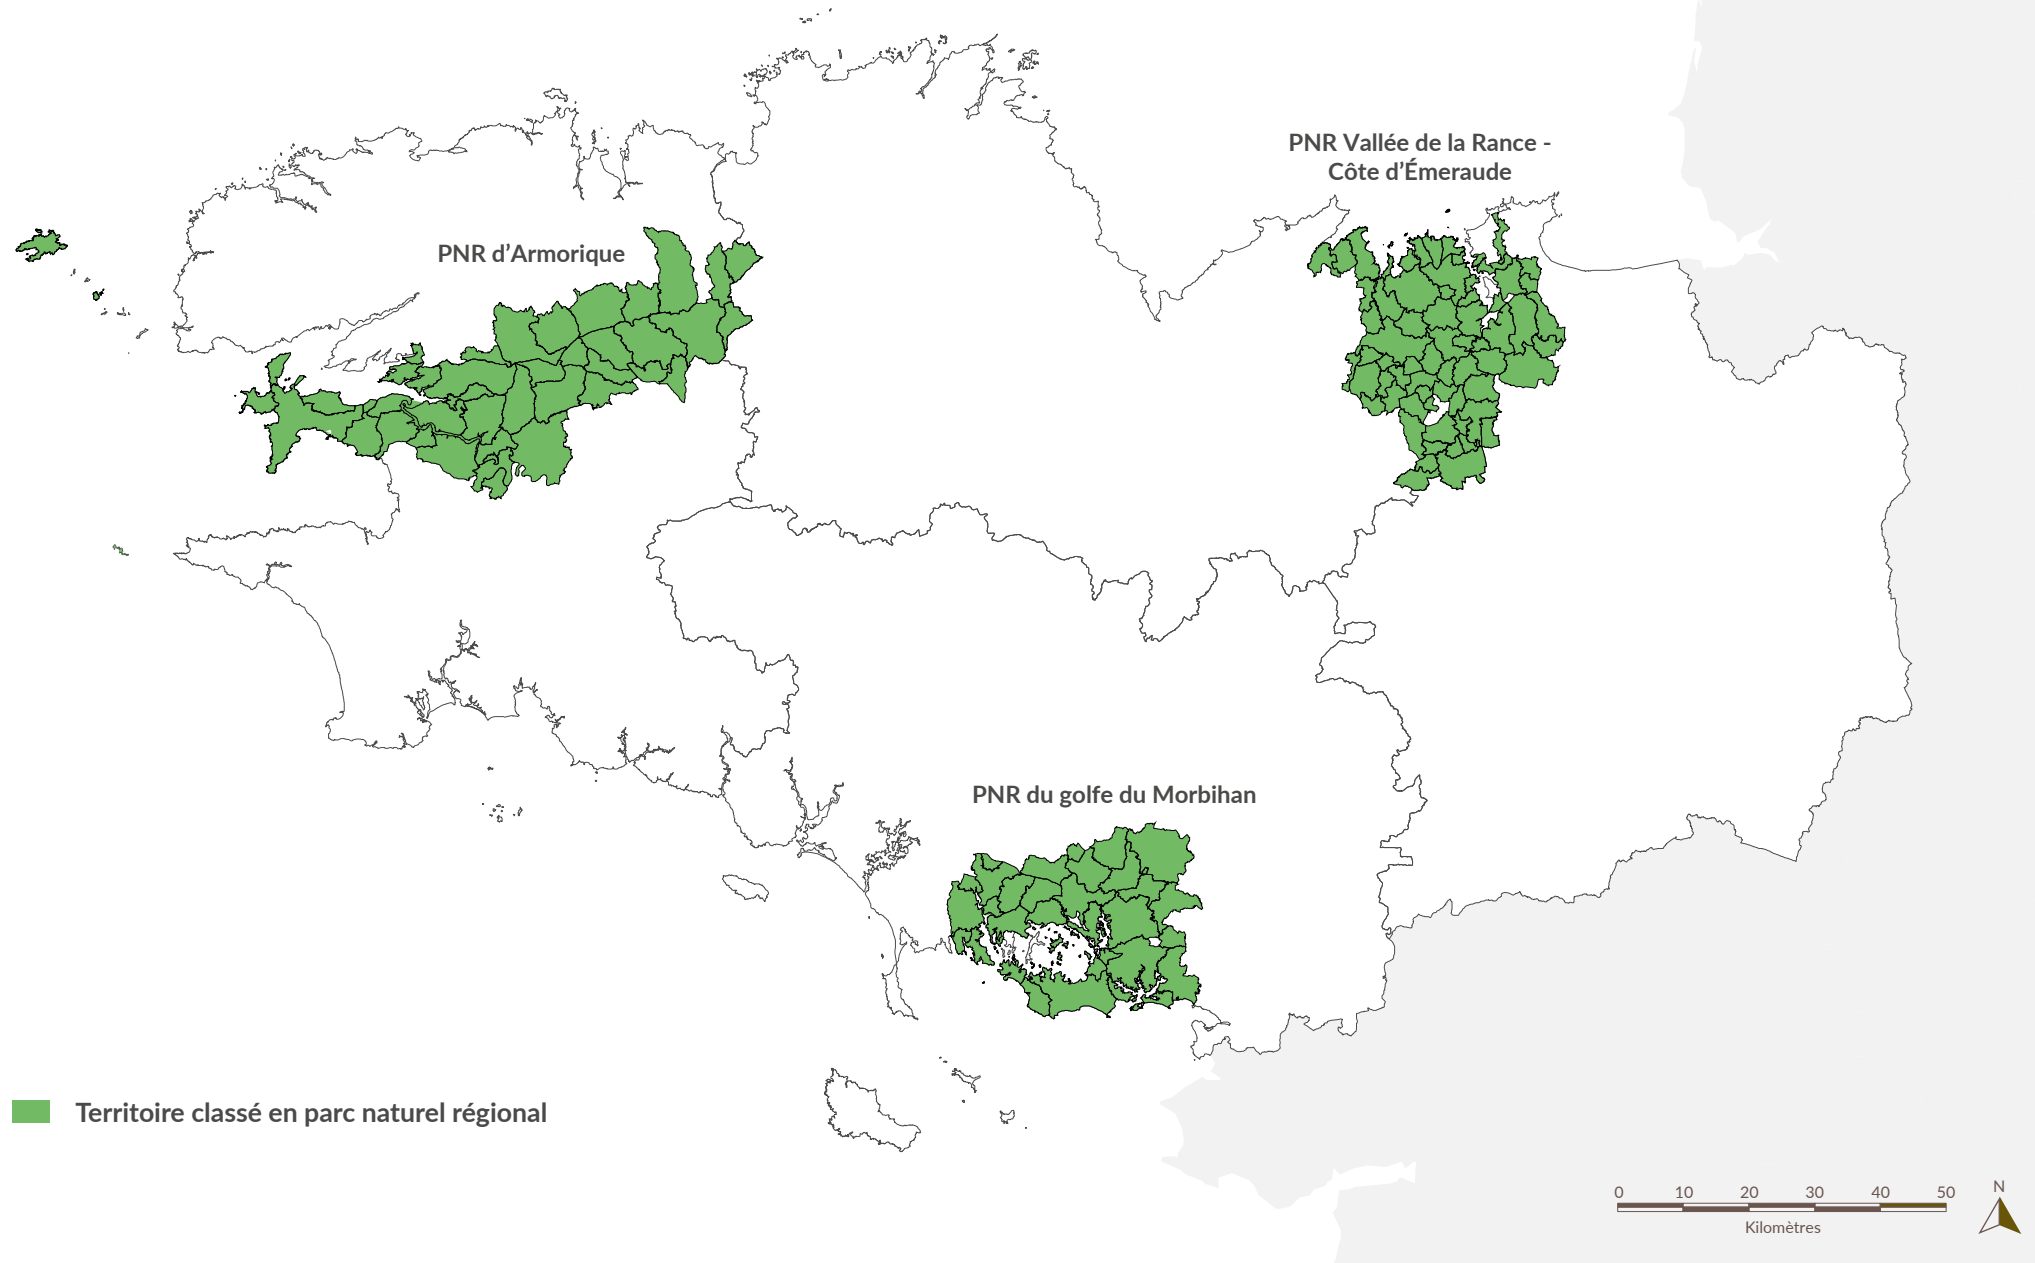 PNR Vallée de la Rance -
Côte d’Émeraude
PNR d’Armorique
PNR du golfe du Morbihan
Territoire classé en parc naturel régional
0 10 20 30 40 50
Kilomètres
N